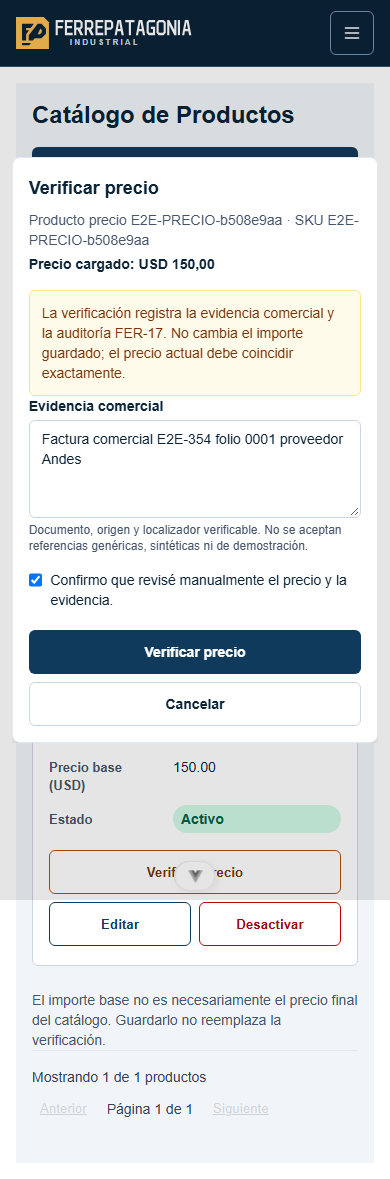 FERREPATAGONIA
INDUSTRIAL
Catálogo de Productos
Verificar precio
Producto precio E2E-PRECIO-b508e9aa · SKU E2E-
PRECIO-b508e9aa
Precio cargado: USD 150,00
La verificación registra la evidencia comercial y
la auditoría FER-17. No cambia el importe
guardado; el precio actual debe coincidir
exactamente.
Evidencia comercial
Factura comercial E2E-354 folio 0001 proveedor
Andes
Documento, origen y localizador verificable. No se aceptan
referencias genéricas, sintéticas ni de demostración.
Confirmo que revisé manualmente el precio y la
evidencia.
Verificar precio
Cancelar
Precio base
(USD)
150.00
Estado
Activo
Verificar precio
Editar
Desactivar
El importe base no es necesariamente el precio final
del catálogo. Guardarlo no reemplaza la
verificación.
Mostrando 1 de 1 productos
Anterior
Página 1 de 1
Siguiente